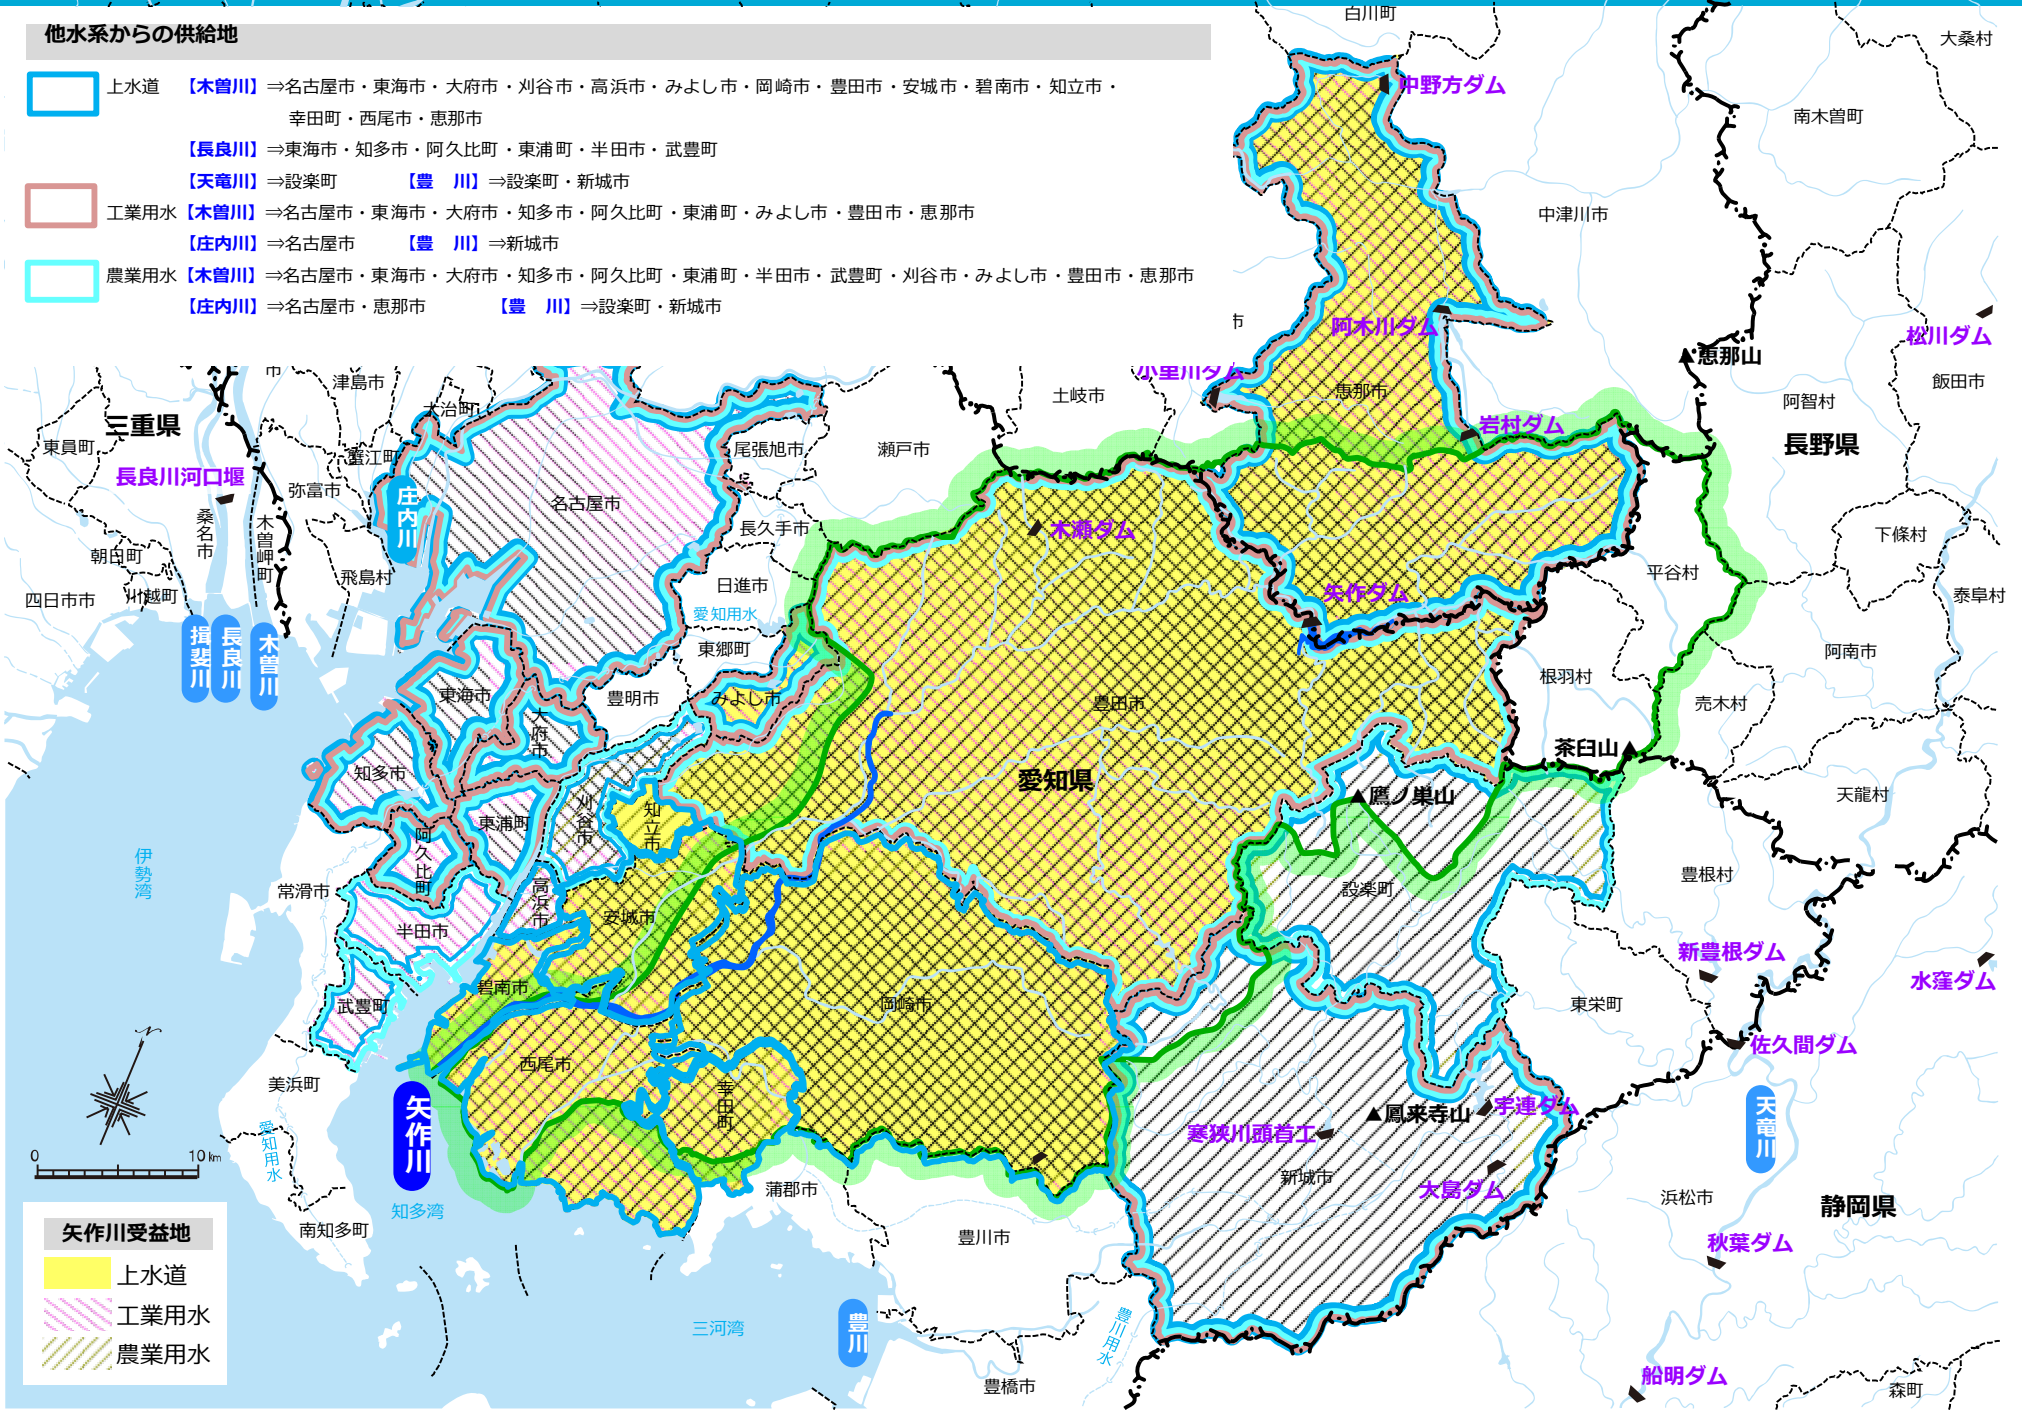 他水系からの供給地
上水道 【木曽川】⇒名古屋市・東海市・大府市・刈谷市・高浜市・みよし市・岡崎市・豊田市・安城市・碧南市・知立市・
幸田町・西尾市・恵那市
【長良川】⇒東海市・知多市・阿久比町・東浦町・半田市・武豊町
【天竜川】⇒設楽町 【豊 川】⇒設楽町・新城市
工業用水 【木曽川】⇒名古屋市・東海市・大府市・知多市・阿久比町・東浦町・みよし市・豊田市・恵那市
【庄内川】⇒名古屋市 【豊 川】⇒新城市
農業用水 【木曽川】⇒名古屋市・東海市・大府市・知多市・阿久比町・東浦町・半田市・武豊町・刈谷市・みよし市・豊田市・恵那市
【庄内川】⇒名古屋市・恵那市 【豊 川】⇒設楽町・新城市
白川町
大桑村
中野方ダム
南木曽町
中津川市
市
阿木川ダム
松川ダム
恵那山
飯田市
小里川ダム
恵那市
土岐市
阿智村
岩村ダム
長野県
市
津島市
大治町
三重県
東員町
蟹江町
尾張旭市
瀬戸市
長良川河口堰
弥富市
庄内川
名古屋市
桑名市
木曽岬町
長久手市
木瀬ダム
下條村
朝日町
飛島村
日進市
平谷村
矢作ダム
泰阜村
四日市市
川越町
愛知用水
揖斐川
長良川
木曽川
東郷町
阿南市
東海市
豊明市
みよし市
豊田市
根羽村
売木村
大府市
茶臼山
知多市
愛知県
鷹ノ巣山
天龍村
刈谷市
知立市
東浦町
阿久比町
伊勢湾
常滑市
高浜市
安城市
設楽町
豊根村
半田市
新豊根ダム
水窪ダム
碧南市
武豊町
岡崎市
東栄町
西尾市
佐久間ダム
美浜町
幸田町
矢作川
鳳来寺山
宇連ダム
天竜川
寒狭川頭首工
愛知用水
0 10km
新城市
大島ダム
蒲郡市
浜松市
静岡県
知多湾
南知多町
豊川市
秋葉ダム
矢作川受益地
上水道
工業用水
農業用水
三河湾
豊川
豊川用水
豊橋市
船明ダム
森町
N